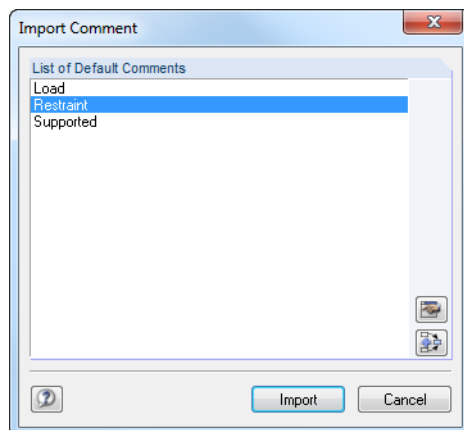 Import Comment
List of Default Comments
Load
Restraint
Supported
Import
Cancel